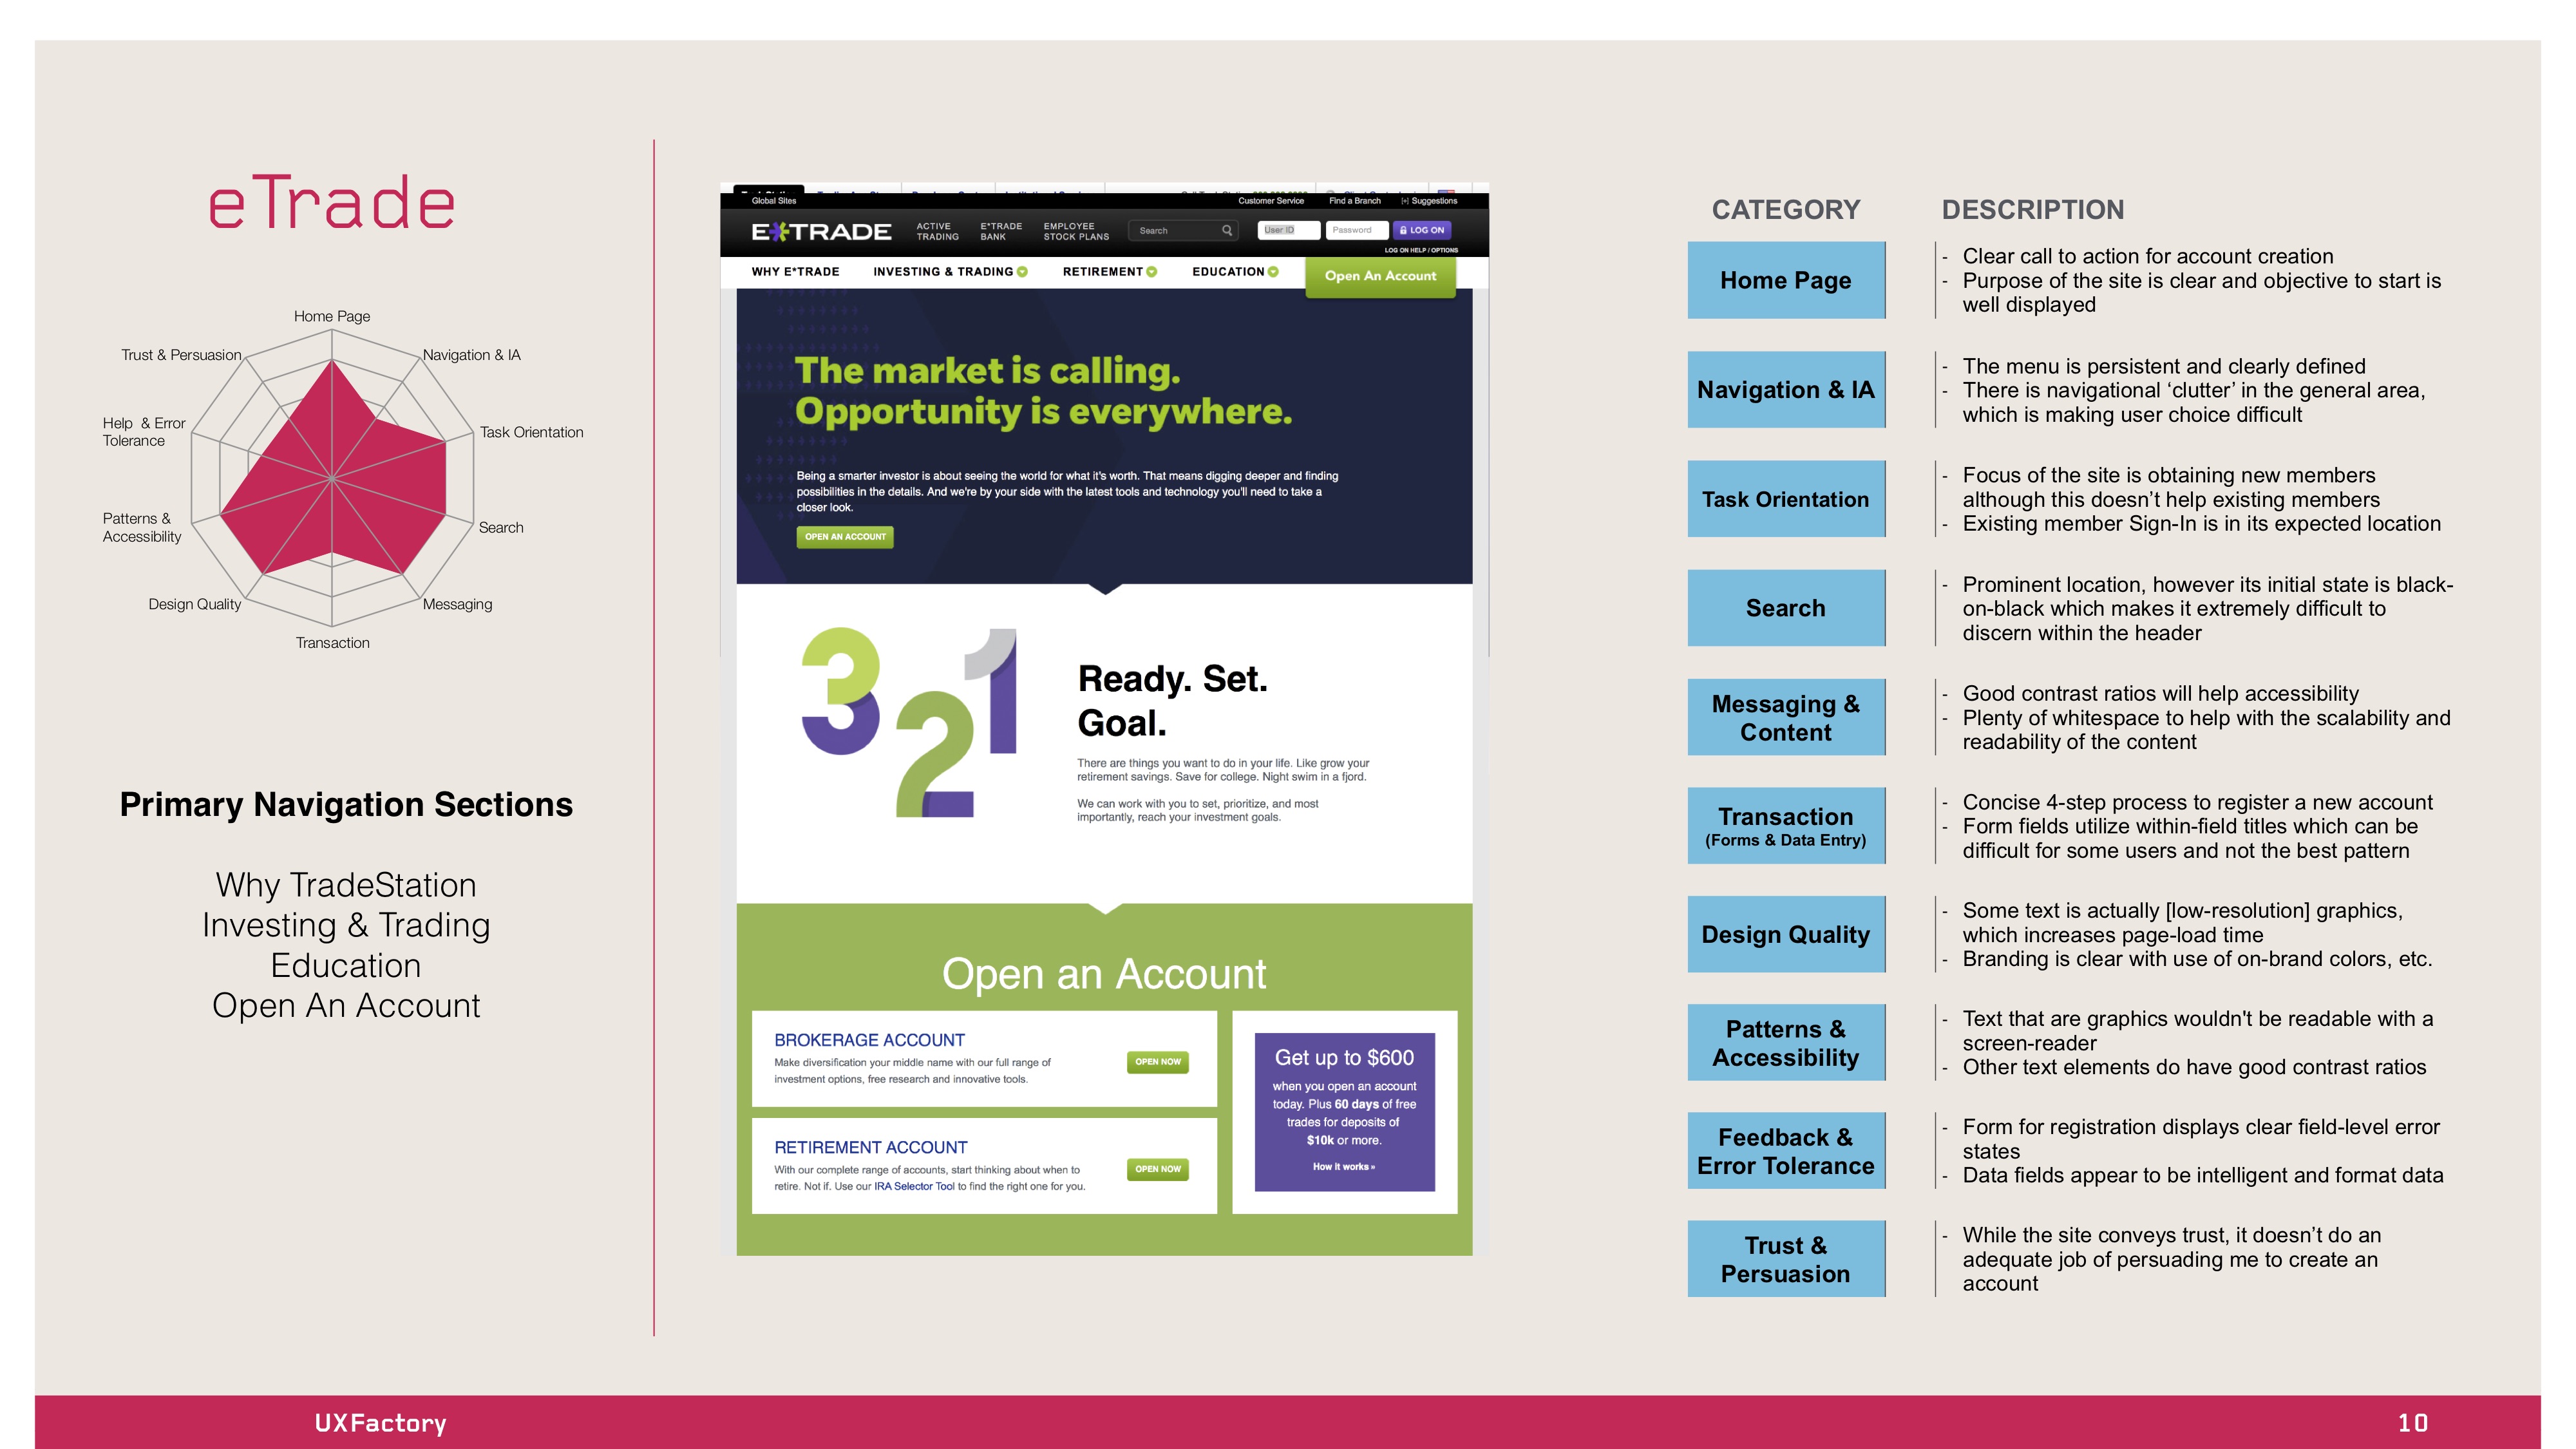 eTrade
Home Page
Trust & Persuasion
Navigation & IA
Help & Error
Tolerance
Task Orientation
Patterns &
Accessibility
Search
Design Quality
Messaging
Transaction
Primary Navigation Sections
Why TradeStation
Investing & Trading
Education
Open An Account
Global Sites
Customer Service
Find a Branch
[+] Suggestions
E*TRADE
ACTIVE
TRADING
E*TRADE
BANK
EMPLOYEE
STOCK PLANS
Search
User ID
Password
LOG ON
LOG ON HELP / OPTIONS
WHY E*TRADE
INVESTING & TRADING
RETIREMENT
EDUCATION
Open An Account
The market is calling.
Opportunity is everywhere.
Being a smarter investor is about seeing the world for what it's worth. That means digging deeper and finding
possibilities in the details. And we're by your side with the latest tools and technology you'll need to take a
closer look.
OPEN AN ACCOUNT
321
Ready. Set.
Goal.
There are things you want to do in your life. Like grow your
retirement savings. Save for college. Night swim in a fjord.
We can work with you to set, prioritize, and most
importantly, reach your investment goals.
Open an Account
BROKERAGE ACCOUNT
Make diversification your middle name with our full range of
investment options, free research and innovative tools.
OPEN NOW
RETIREMENT ACCOUNT
With our complete range of accounts, start thinking about when to
retire. Not if. Use our IRA Selector Tool to find the right one for you.
OPEN NOW
Get up to $600
when you open an account
today. Plus 60 days of free
trades for deposits of
$10k or more.
How it works »
CATEGORY
DESCRIPTION
Home Page
- Clear call to action for account creation
- Purpose of the site is clear and objective to start is
well displayed
Navigation & IA
- The menu is persistent and clearly defined
- There is navigational ‘clutter’ in the general area,
which is making user choice difficult
Task Orientation
- Focus of the site is obtaining new members
although this doesn’t help existing members
- Existing member Sign-In is in its expected location
Search
- Prominent location, however its initial state is black-
on-black which makes it extremely difficult to
discern within the header
Messaging &
Content
- Good contrast ratios will help accessibility
- Plenty of whitespace to help with the scalability and
readability of the content
Transaction
(Forms & Data Entry)
- Concise 4-step process to register a new account
- Form fields utilize within-field titles which can be
difficult for some users and not the best pattern
Design Quality
- Some text is actually [low-resolution] graphics,
which increases page-load time
- Branding is clear with use of on-brand colors, etc.
Patterns &
Accessibility
- Text that are graphics wouldn't be readable with a
screen-reader
- Other text elements do have good contrast ratios
Feedback &
Error Tolerance
- Form for registration displays clear field-level error
states
- Data fields appear to be intelligent and format data
Trust &
Persuasion
- While the site conveys trust, it doesn’t do an
adequate job of persuading me to create an
account
UXFactory
10